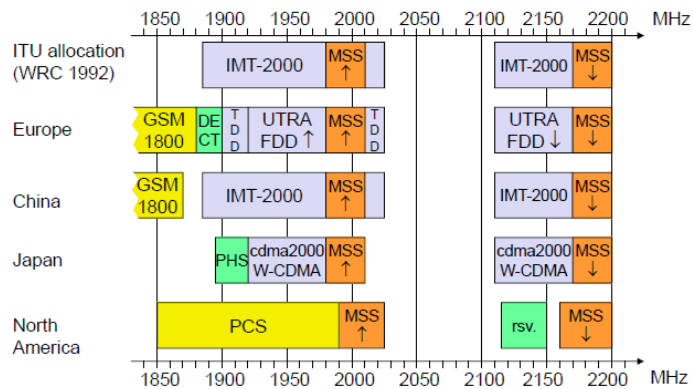 1850 1900 1950 2000 2050 2100 2150 2200 MHz
ITU allocation
(WRC 1992)
IMT-2000
MSS
↑
IMT-2000
MSS
↓
Europe
GSM
1800
DE
CT
T
D
D
UTRA
FDD ↑
MSS
↑
T
D
D
UTRA
FDD ↓
MSS
↓
China
GSM
1800
IMT-2000
MSS
↑
IMT-2000
MSS
↓
Japan
PHS
cdma2000
W-CDMA
MSS
↑
cdma2000
W-CDMA
MSS
↓
North
America
PCS
MSS
↑
rsv.
MSS
↓
1850 1900 1950 2000 2050 2100 2150 2200 MHz